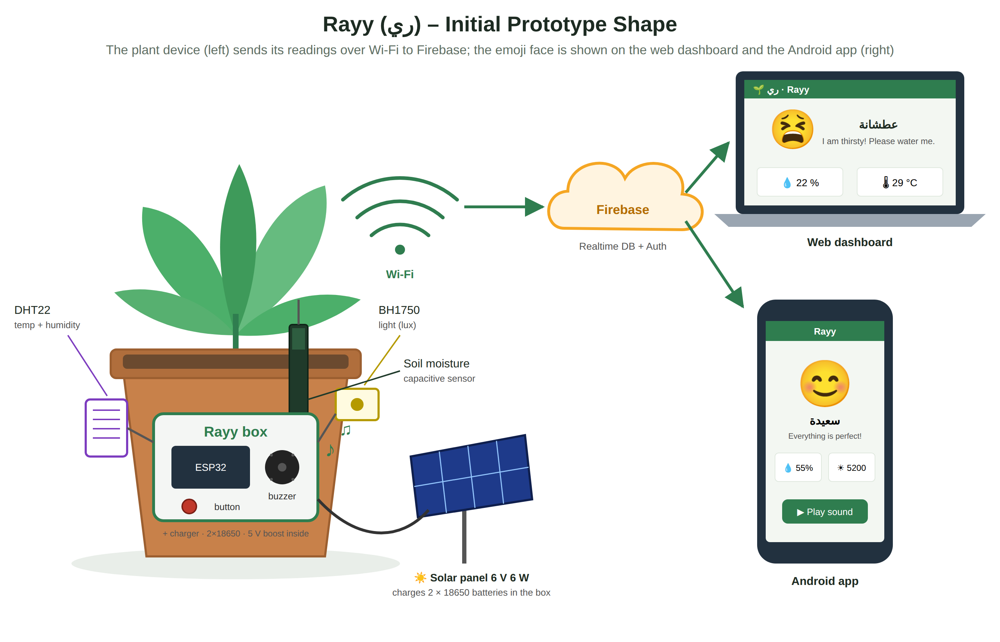 Rayy (ري) – Initial Prototype Shape
The plant device (left) sends its readings over Wi-Fi to Firebase; the emoji face is shown on the web dashboard and the Android app (right)
🌱 ري · Rayy
عطشانة
I am thirsty! Please water me.
💧 22 %
🌡 29 °C
Web dashboard
Firebase
Realtime DB + Auth
Wi-Fi
DHT22
temp + humidity
BH1750
light (lux)
Soil moisture
capacitive sensor
Rayy box
ESP32
buzzer
button
+ charger · 2×18650 · 5 V boost inside
♫
♪
☀️ Solar panel 6 V 6 W
charges 2 × 18650 batteries in the box
Rayy
سعيدة
Everything is perfect!
💧 55%
☀ 5200
▶ Play sound
Android app